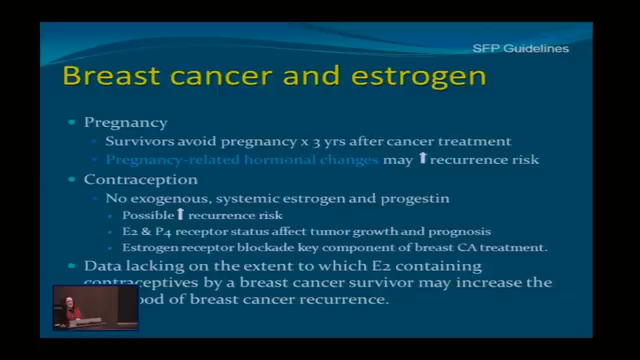 SFP Guidelines
Breast cancer and estrogen
Pregnancy
Survivors avoid pregnancy x 3 yrs after cancer treatment
Pregnancy-related hormonal changes may ⬆ recurrence risk
Contraception
No exogenous, systemic estrogen and progestin
Possible ⬆ recurrence risk
E2 & P4 receptor status affect tumor growth and prognosis
Estrogen receptor blockade key component of breast CA treatment.
Data lacking on the extent to which E2 containing
contraceptives by a breast cancer survivor may increase the
ood of breast cancer recurrence.